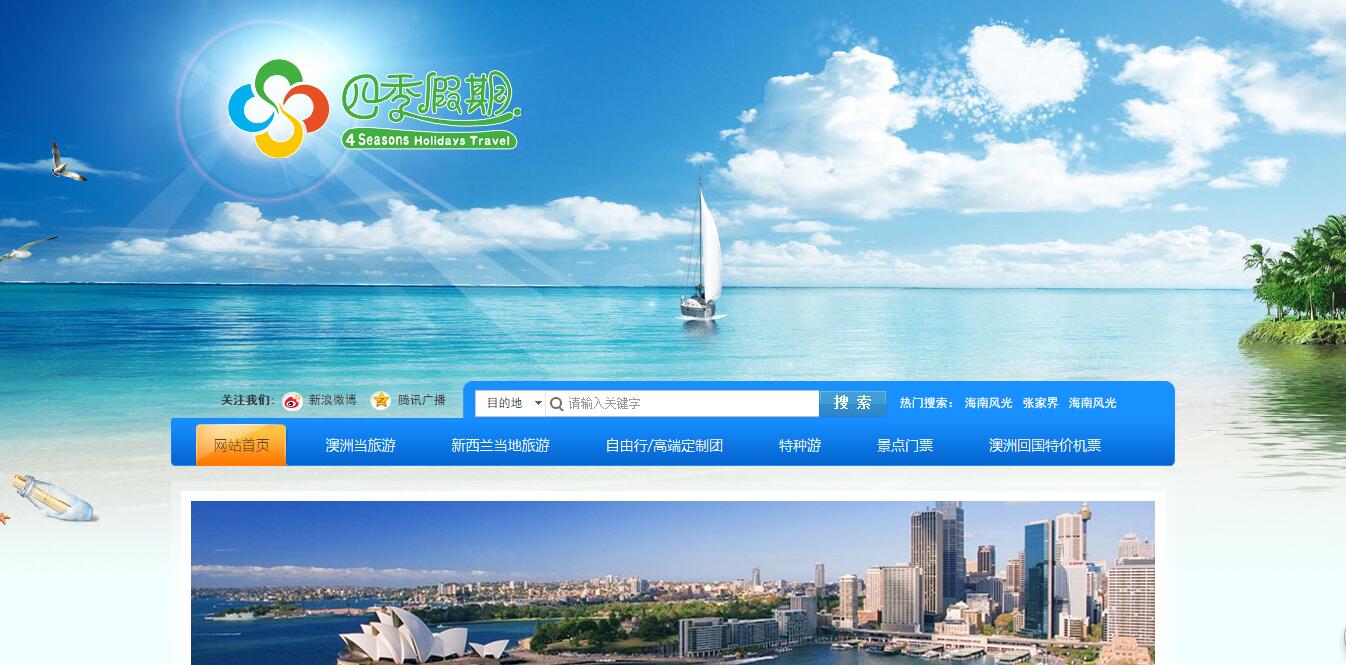 四季假期
4 Seasons Holidays Travel
关注我们: 新浪微博 腾讯广播 目的地 请输入关键字 搜 索 热门搜索: 海南风光 张家界 海南风光
网站首页 澳洲当旅游 新西兰当地旅游 自由行/高端定制团 特种游 景点门票 澳洲回国特价机票